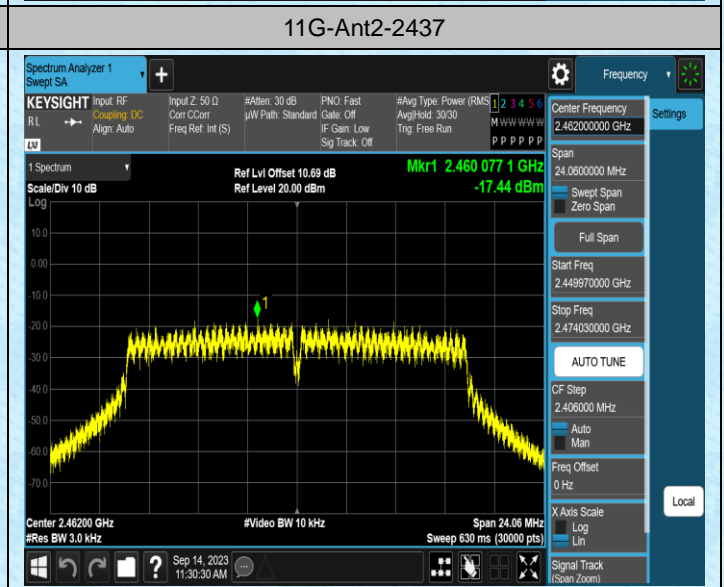 11G-Ant2-2437
Spectrum Analyzer 1
Swept SA
+
Frequency
KEYSIGHT
RL
LXI
Input: RF
Coupling: DC
Align: Auto
Input Z: 50 Ω
Corr CCorr
Freq Ref: Int (S)
#Atten: 30 dB
µW Path: Standard
PNO: Fast
Gate: Off
IF Gain: Low
Sig Track: Off
#Avg Type: Power (RMS
Avg|Hold: 30/30
Trig: Free Run
1 2 3 4 5 6
M W W W W W
P P P P P P
1 Spectrum
Scale/Div 10 dB
Log
Ref Lvl Offset 10.69 dB
Ref Level 20.00 dBm
Mkr1 2.460 077 1 GHz
-17.44 dBm
10.0
0.00
-10.0
-20.0
-30.0
-40.0
-50.0
-60.0
-70.0
1
Center 2.46200 GHz
#Res BW 3.0 kHz
#Video BW 10 kHz
Span 24.06 MHz
Sweep 630 ms (30000 pts)
Center Frequency
2.462000000 GHz
Settings
Span
24.0600000 MHz
Swept Span
Zero Span
Full Span
Start Freq
2.449970000 GHz
Stop Freq
2.474030000 GHz
AUTO TUNE
CF Step
2.406000 MHz
Auto
Man
Freq Offset
0 Hz
X Axis Scale
Log
Lin
Local
Signal Track
(Span Zoom)
?
Sep 14, 2023
11:30:30 AM